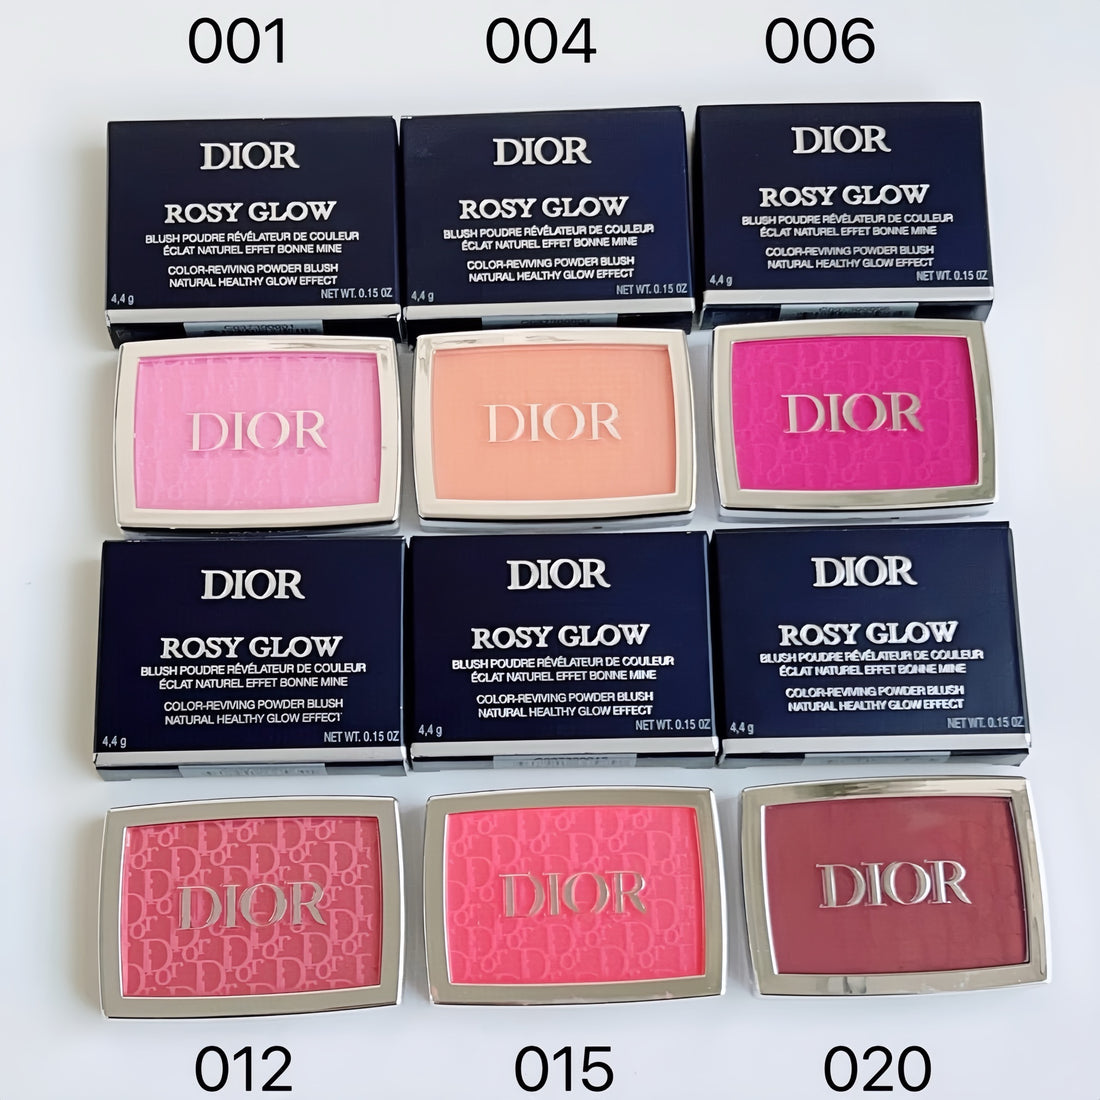 001 004 006
DIOR
ROSY GLOW
BLUSH POUDRE RÉVÉLATEUR DE COULEUR
ÉCLAT NATUREL EFFET BONNE MINE
COLOR-REVIVING POWDER BLUSH
NATURAL HEALTHY GLOW EFFECT
4,4 g NET WT. 0.15 OZ
DIOR
ROSY GLOW
BLUSH POUDRE RÉVÉLATEUR DE COULEUR
ÉCLAT NATUREL EFFET BONNE MINE
COLOR-REVIVING POWDER BLUSH
NATURAL HEALTHY GLOW EFFECT
4,4 g NET WT. 0.15 OZ
DIOR
ROSY GLOW
BLUSH POUDRE RÉVÉLATEUR DE COULEUR
ÉCLAT NATUREL EFFET BONNE MINE
COLOR-REVIVING POWDER BLUSH
NATURAL HEALTHY GLOW EFFECT
4,4 g NET WT. 0.15 OZ
DIOR
DIOR
DIOR
DIOR
ROSY GLOW
BLUSH POUDRE RÉVÉLATEUR DE COULEUR
ÉCLAT NATUREL EFFET BONNE MINE
COLOR-REVIVING POWDER BLUSH
NATURAL HEALTHY GLOW EFFECT
4,4 g NET WT. 0.15 OZ
DIOR
ROSY GLOW
BLUSH POUDRE RÉVÉLATEUR DE COULEUR
ÉCLAT NATUREL EFFET BONNE MINE
COLOR-REVIVING POWDER BLUSH
NATURAL HEALTHY GLOW EFFECT
4,4 g NET WT. 0.15 OZ
DIOR
ROSY GLOW
BLUSH POUDRE RÉVÉLATEUR DE COULEUR
ÉCLAT NATUREL EFFET BONNE MINE
COLOR-REVIVING POWDER BLUSH
NATURAL HEALTHY GLOW EFFECT
4,4 g NET WT. 0.15 OZ
DIOR
DIOR
DIOR
012 015 020